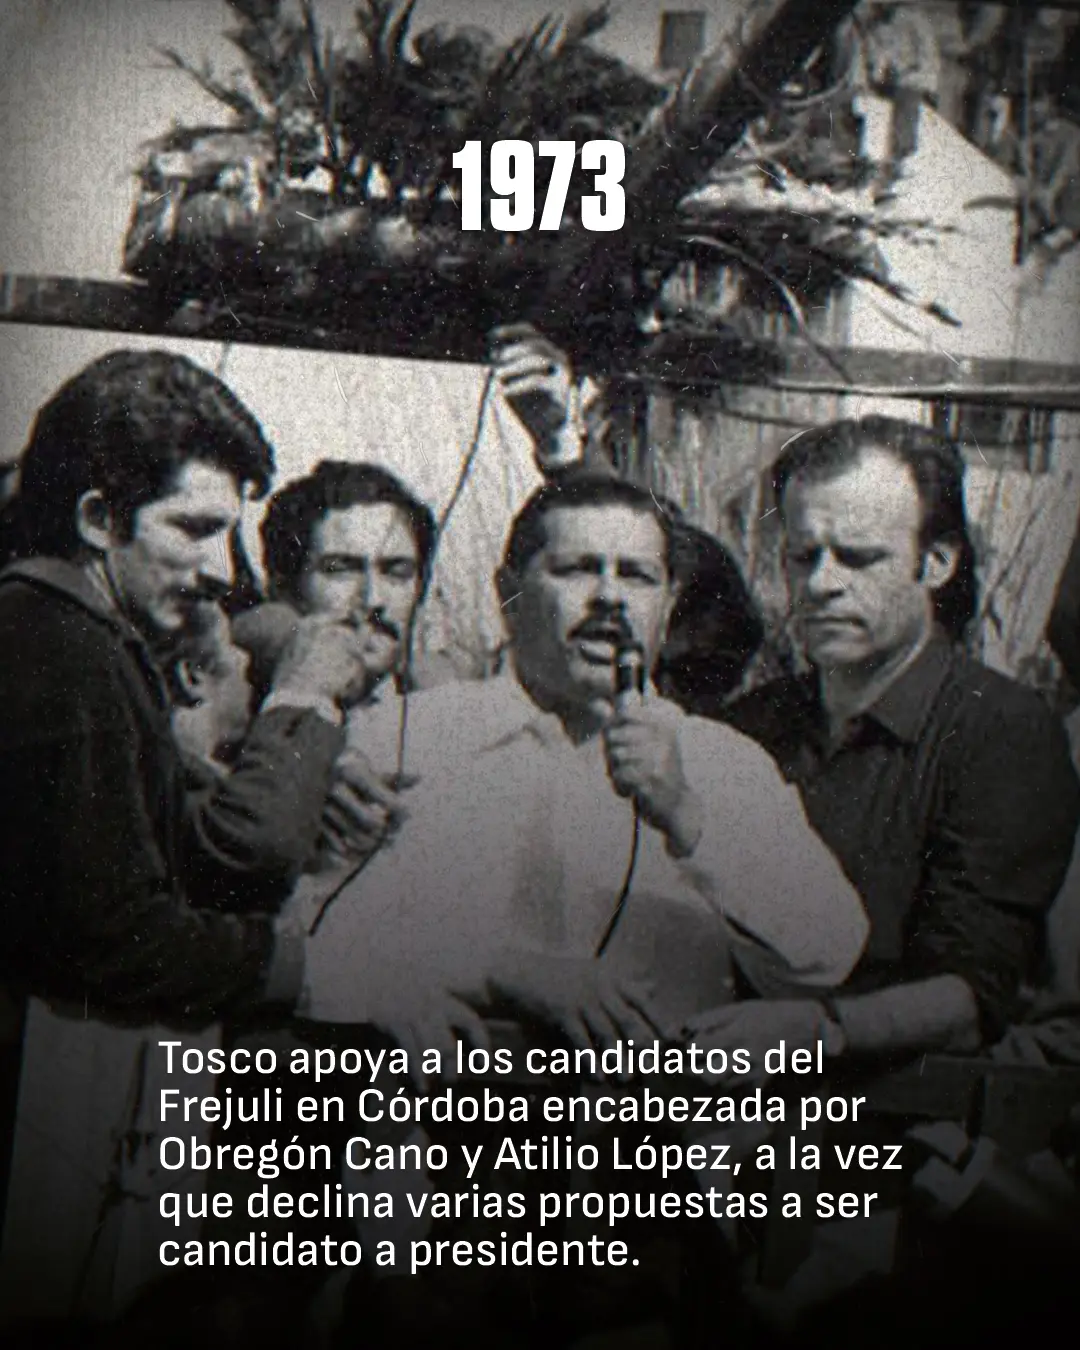 1973
Tosco apoya a los candidatos del
Frejuli en Córdoba encabezada por
Obregón Cano y Atilio López, a la vez
que declina varias propuestas a ser
candidato a presidente.